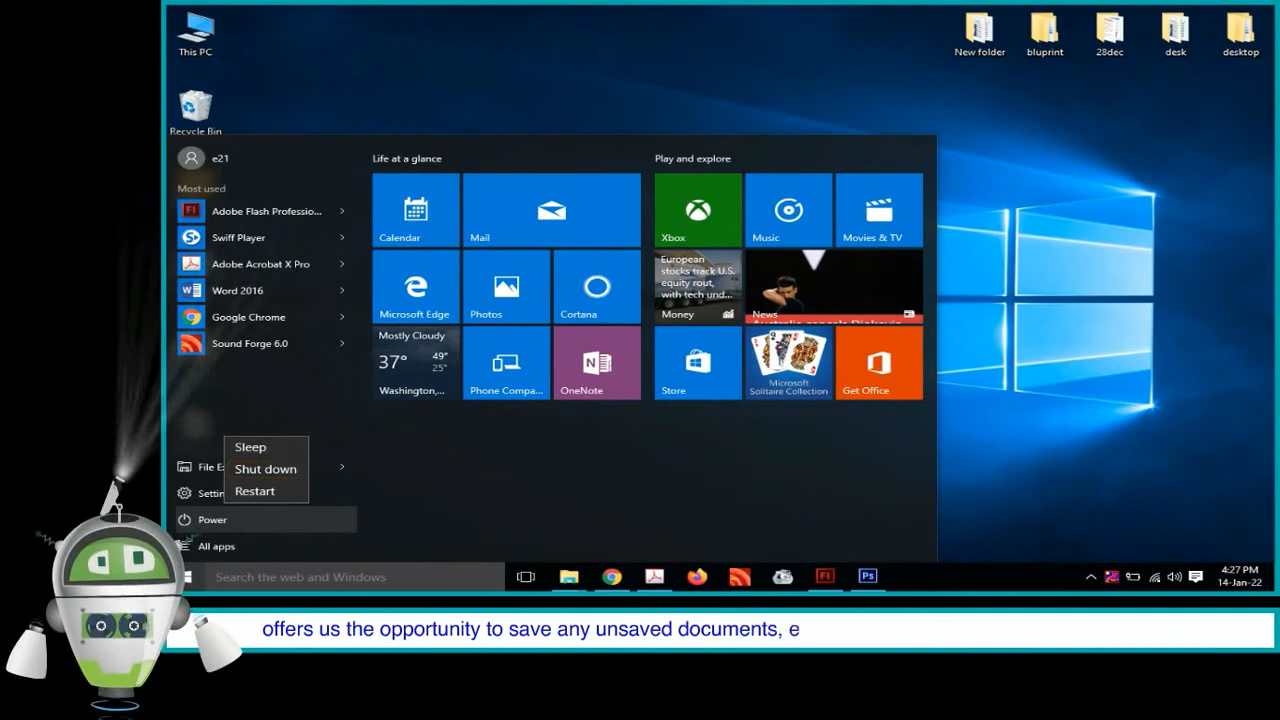 This PC
Recycle Bin
New folder
bluprint
28dec
desk
desktop
e21
Most used
Adobe Flash Professio...
Swiff Player
Adobe Acrobat X Pro
Word 2016
Google Chrome
Sound Forge 6.0
Sleep
Shut down
Restart
File E
Settin
Power
All apps
Life at a glance
Calendar
Mail
Microsoft Edge
Photos
Cortana
Mostly Cloudy
37° 49°
25°
Washington,...
Phone Compa...
OneNote
Play and explore
Xbox
Music
Movies & TV
European
stocks track U.S.
equity rout,
with tech und...
Money
News
Store
Microsoft
Solitaire Collection
Get Office
Search the web and Windows
4:27 PM
14-Jan-22
offers us the opportunity to save any unsaved documents, e